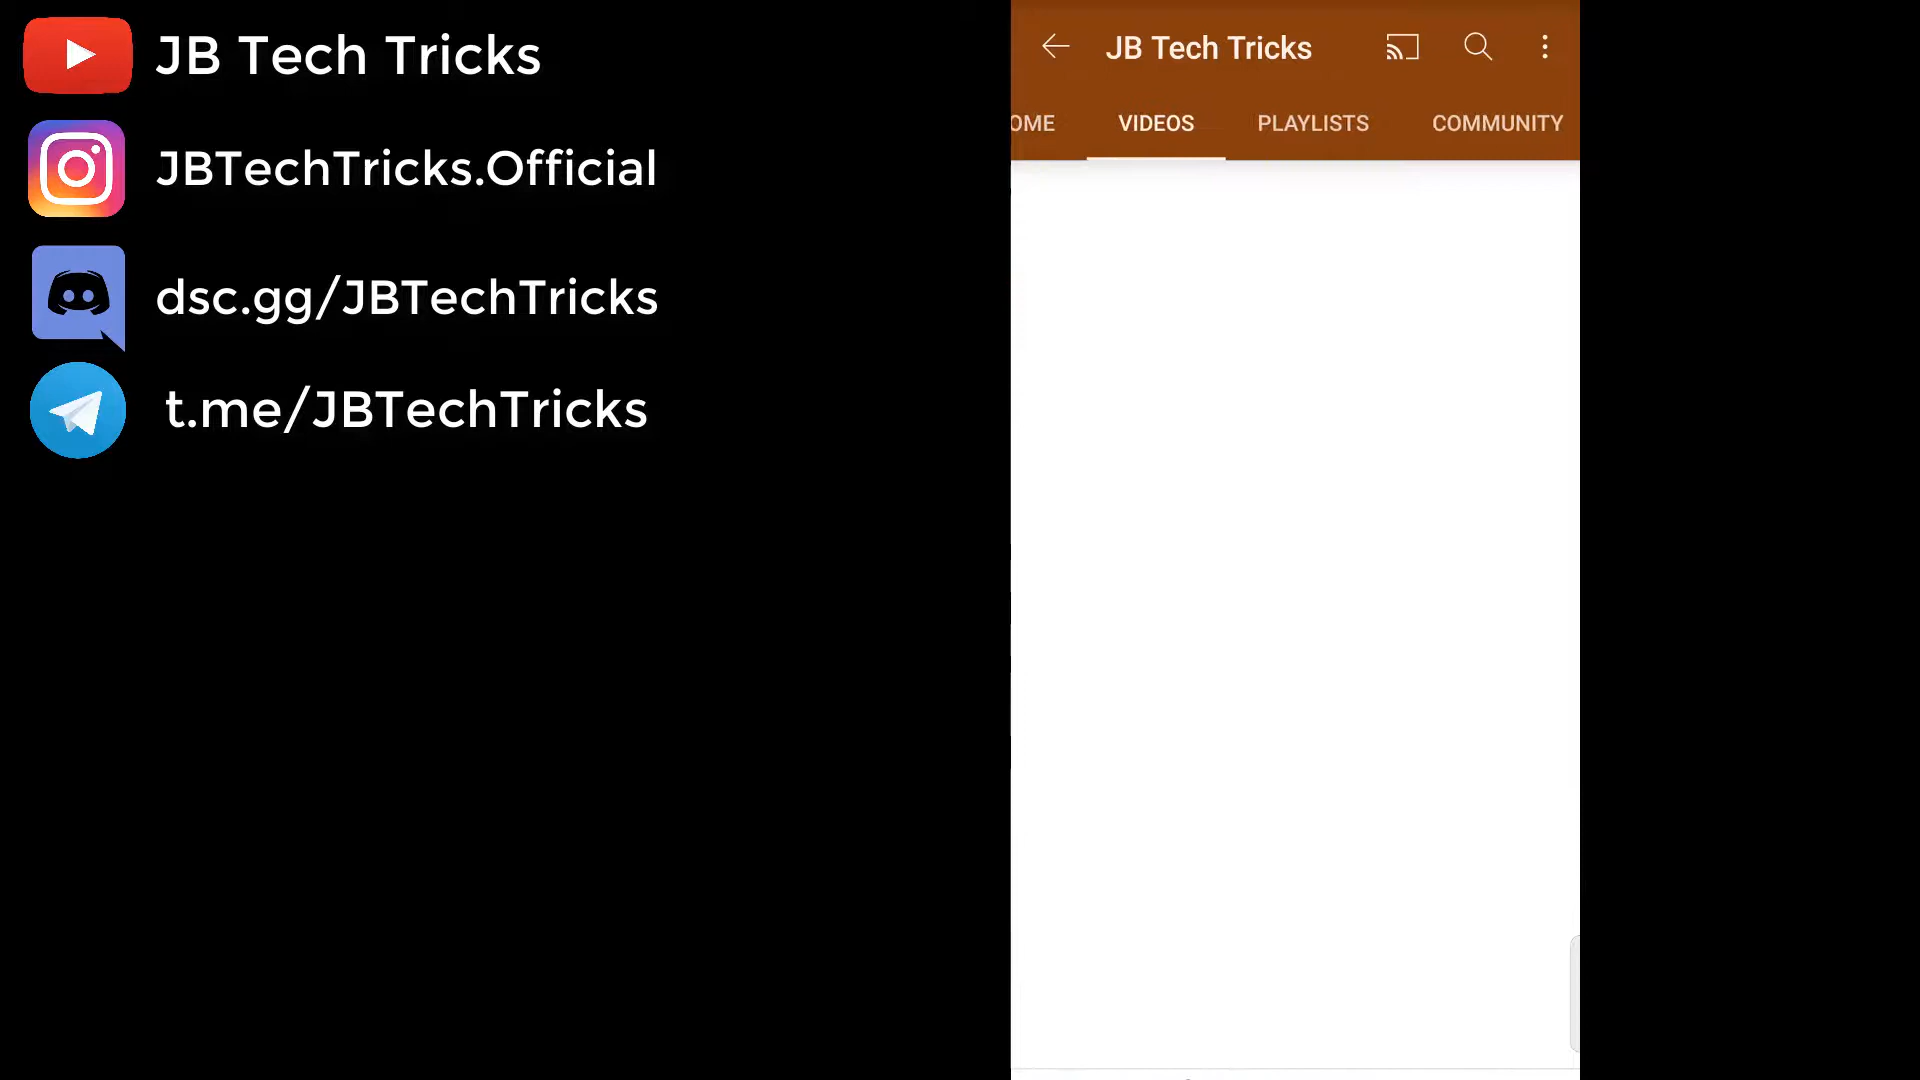 JB Tech Tricks
JBTechTricks.Official
dsc.gg/JBTechTricks
t.me/JBTechTricks
JB Tech Tricks
OME VIDEOS PLAYLISTS COMMUNITY